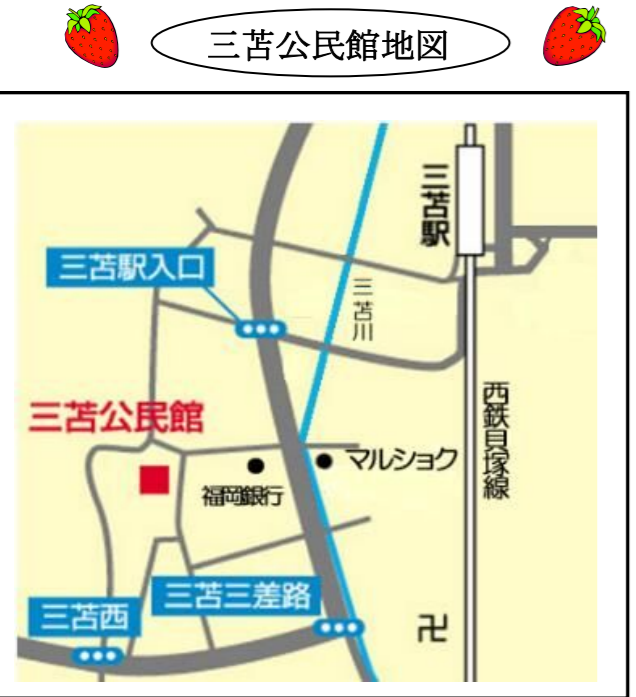 三苫公民館地図
三苫駅
三苫駅入口
三苫川
三苫公民館
西鉄貝塚線
マルショク
福岡銀行
三苫三差路
三苫西
卍